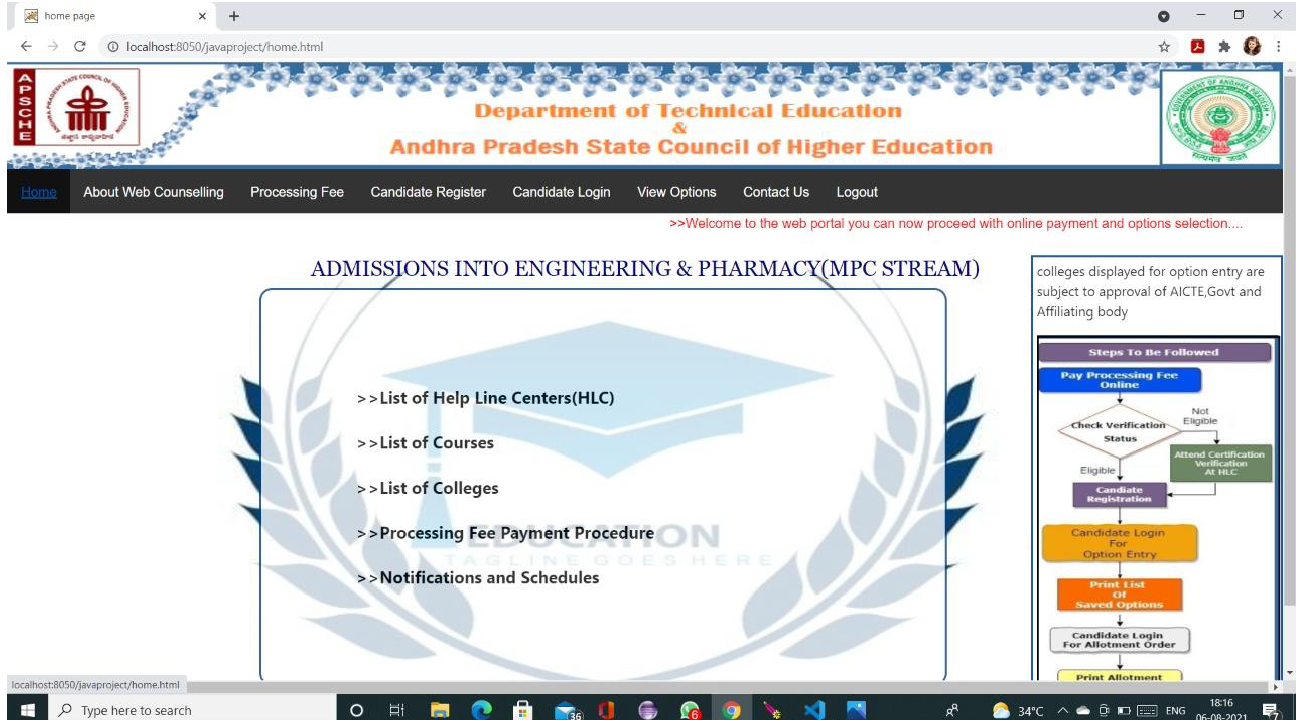 home page
localhost:8050/javaproject/home.html
APSCHE
Department of Technical Education
&
Andhra Pradesh State Council of Higher Education
Home About Web Counselling Processing Fee Candidate Register Candidate Login View Options Contact Us Logout
>>Welcome to the web portal you can now proceed with online payment and options selection....
ADMISSIONS INTO ENGINEERING & PHARMACY(MPC STREAM)
>>List of Help Line Centers(HLC)
>>List of Courses
>>List of Colleges
>>Processing Fee Payment Procedure
>>Notifications and Schedules
EDUCATION
TAGLINE GOES HERE
colleges displayed for option entry are
subject to approval of AICTE,Govt and
Affiliating body
Steps To Be Followed
Pay Processing Fee
Online
Check Verification
Status
Not
Eligible
Attend Certification
Verification
At HLC
Eligible
Candiate
Registration
Candidate Login
For
Option Entry
Print List
Of
Saved Options
Candidate Login
For Allotment Order
Print Allotment
localhost:8050/javaproject/home.html
Type here to search
36
6
34°C
ENG
18:16
06-08-2021